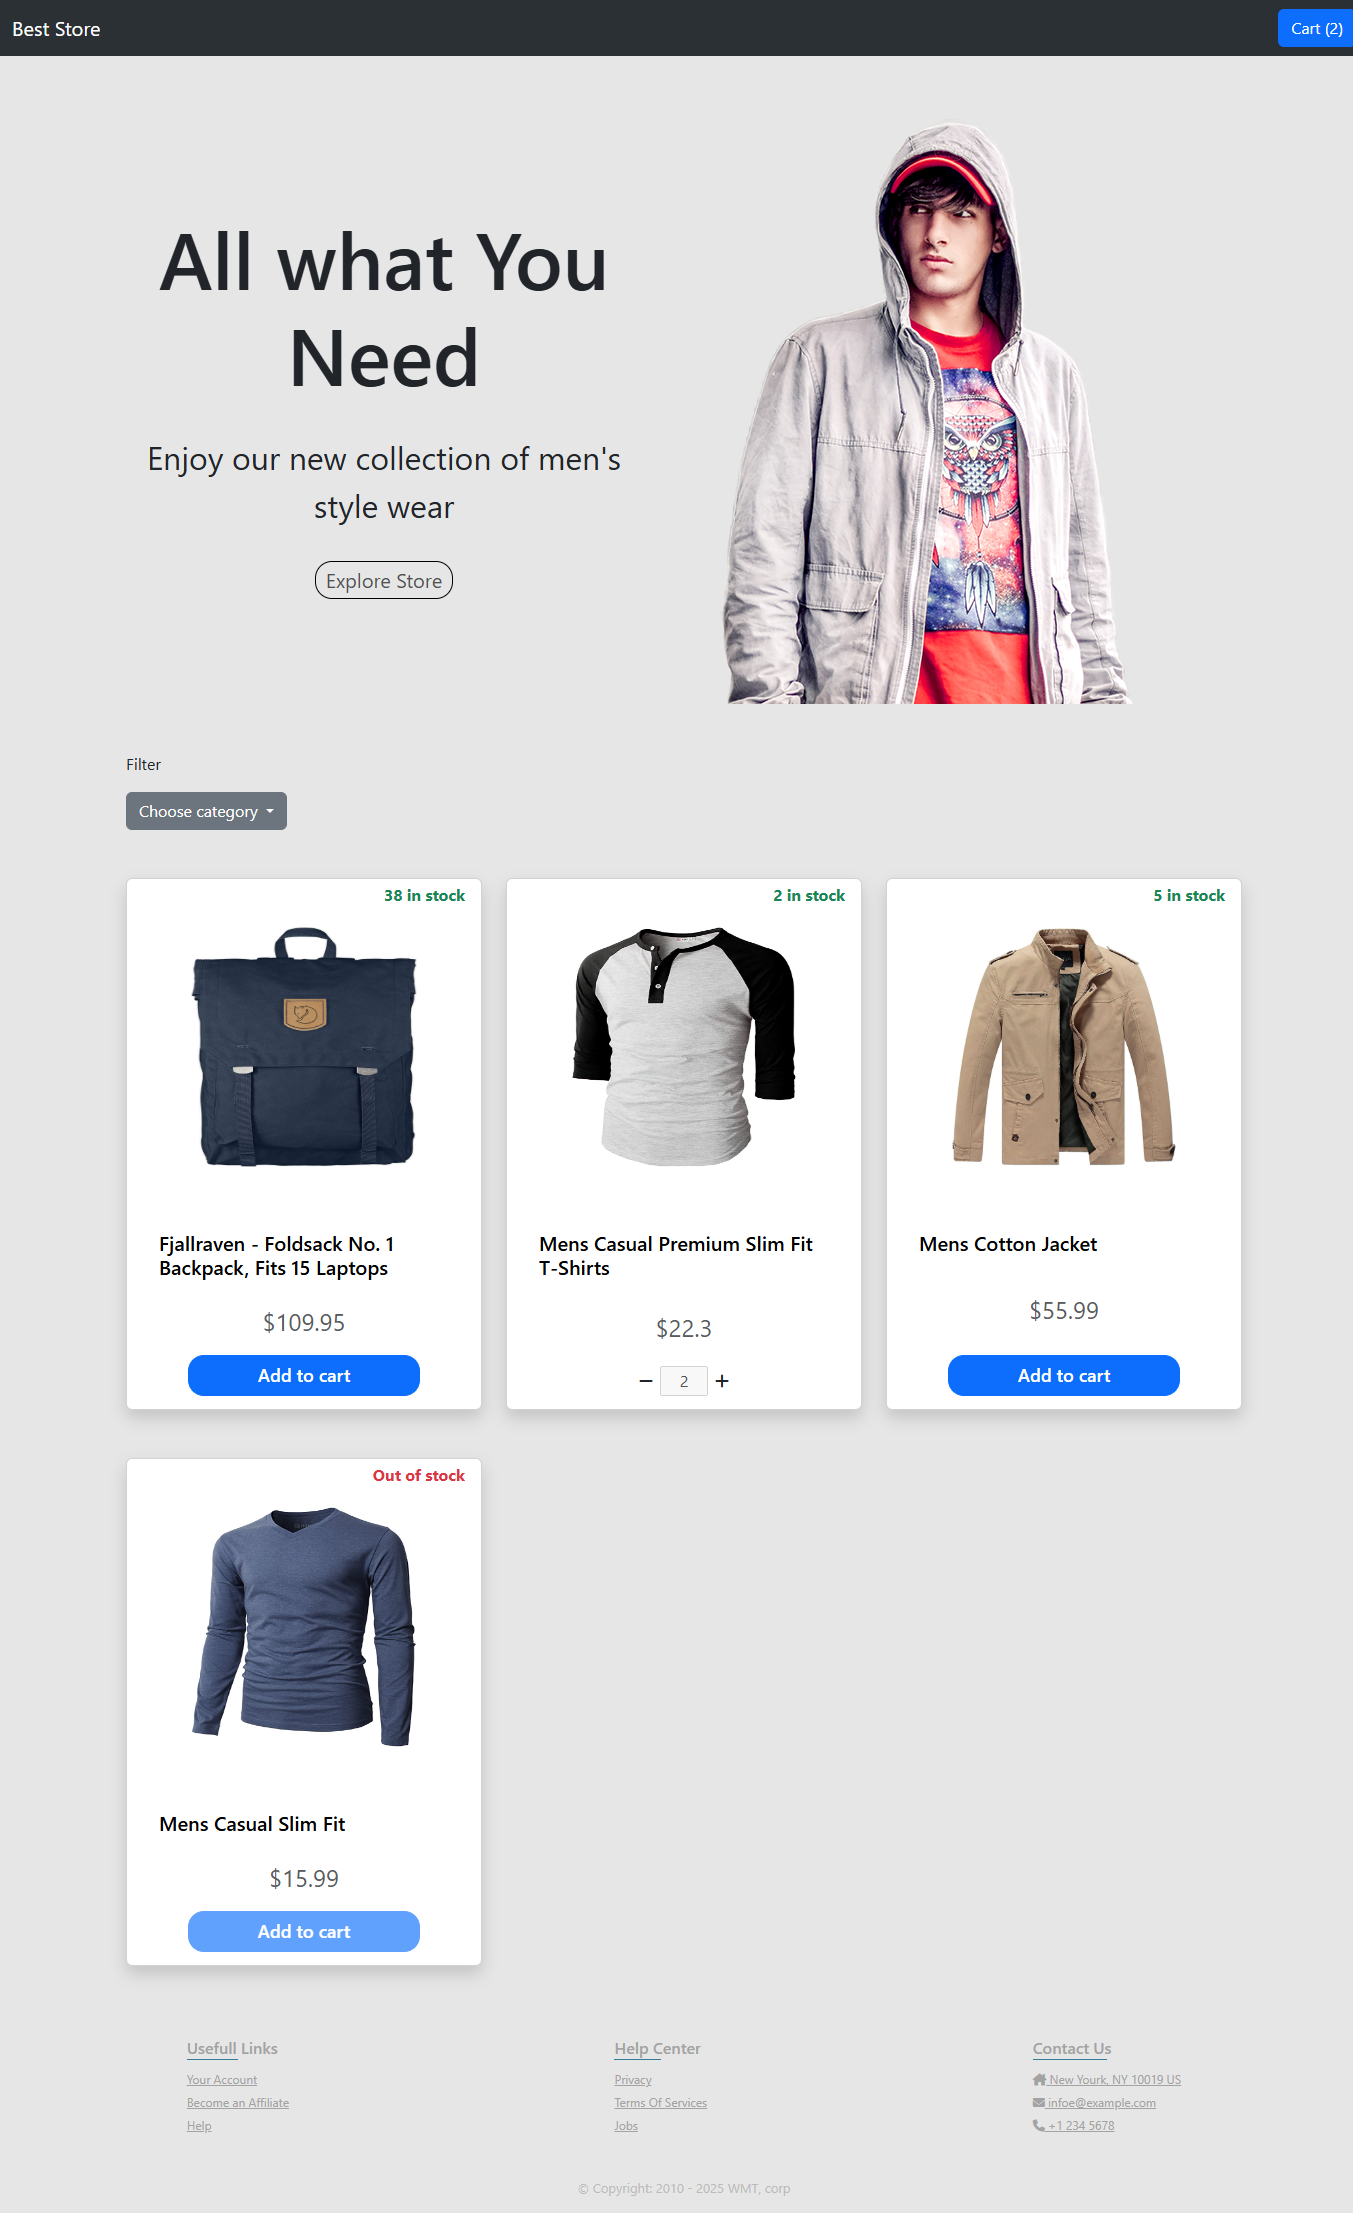 Best Store
Cart (2)
All what You
Need
Enjoy our new collection of men's
style wear
Explore Store
Filter
Choose category
38 in stock
Fjallraven - Foldsack No. 1
Backpack, Fits 15 Laptops
$109.95
Add to cart
2 in stock
Mens Casual Premium Slim Fit
T-Shirts
$22.3
2
5 in stock
Mens Cotton Jacket
$55.99
Add to cart
Out of stock
Mens Casual Slim Fit
$15.99
Add to cart
Usefull Links
Your Account
Become an Affiliate
Help
Help Center
Privacy
Terms Of Services
Jobs
Contact Us
New Yourk, NY 10019 US
infoe@example.com
+1 234 5678
© Copyright: 2010 - 2025 WMT, corp